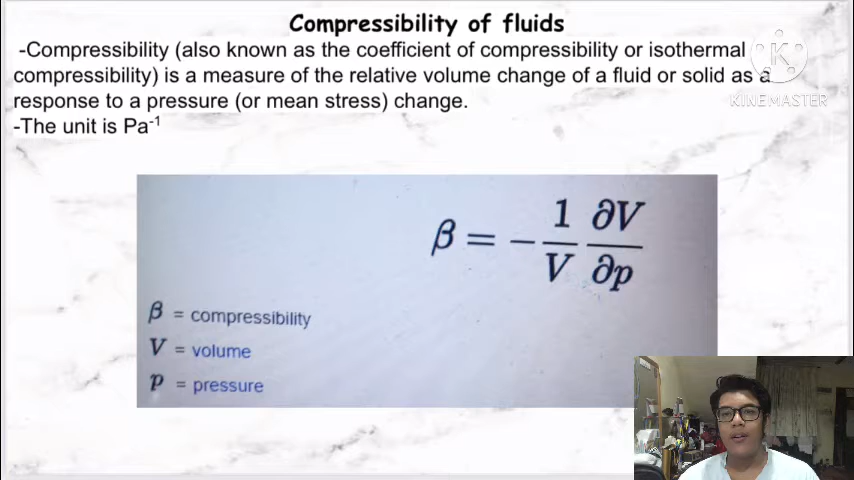 Compressibility of fluids
-Compressibility (also known as the coefficient of compressibility or isothermal
compressibility) is a measure of the relative volume change of a fluid or solid as a
response to a pressure (or mean stress) change.
-The unit is Pa⁻¹
K
KINEMASTER
β = - 1/V ∂V/∂p
β = compressibility
V = volume
p = pressure